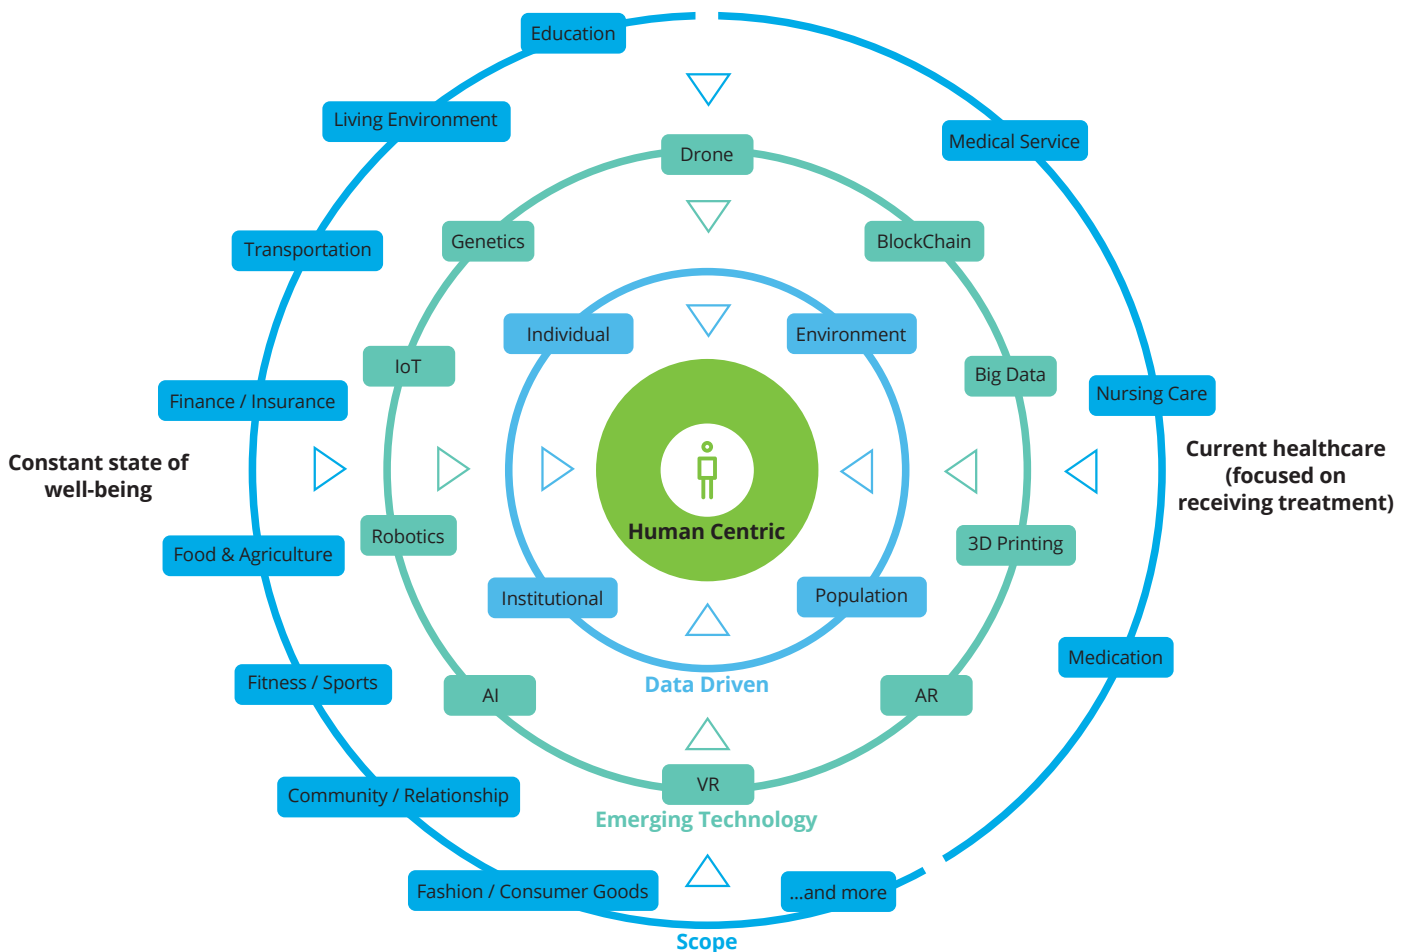 Education
Living Environment
Medical Service
Drone
Genetics
BlockChain
Transportation
Individual
Environment
IoT
Big Data
Finance / Insurance
Nursing Care
Constant state of
well-being
Current healthcare
(focused on
receiving treatment)
Human Centric
Robotics
3D Printing
Food & Agriculture
Institutional
Population
Medication
Fitness / Sports
Data Driven
AI
AR
VR
Community / Relationship
Emerging Technology
Fashion / Consumer Goods
...and more
Scope